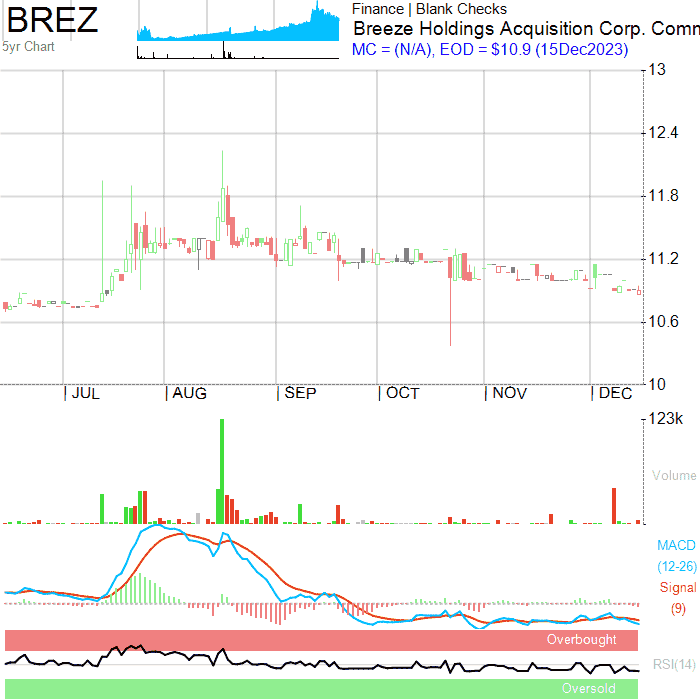 BREZ
5yr Chart
Finance | Blank Checks
Breeze Holdings Acquisition Corp. Comn
MC = (N/A), EOD = $10.9 (15Dec2023)
13
12.4
11.8
11.2
10.6
10
JUL
AUG
SEP
OCT
NOV
DEC
123k
Volume
MACD
(12-26)
Signal
(9)
Overbought
RSI(14)
Oversold